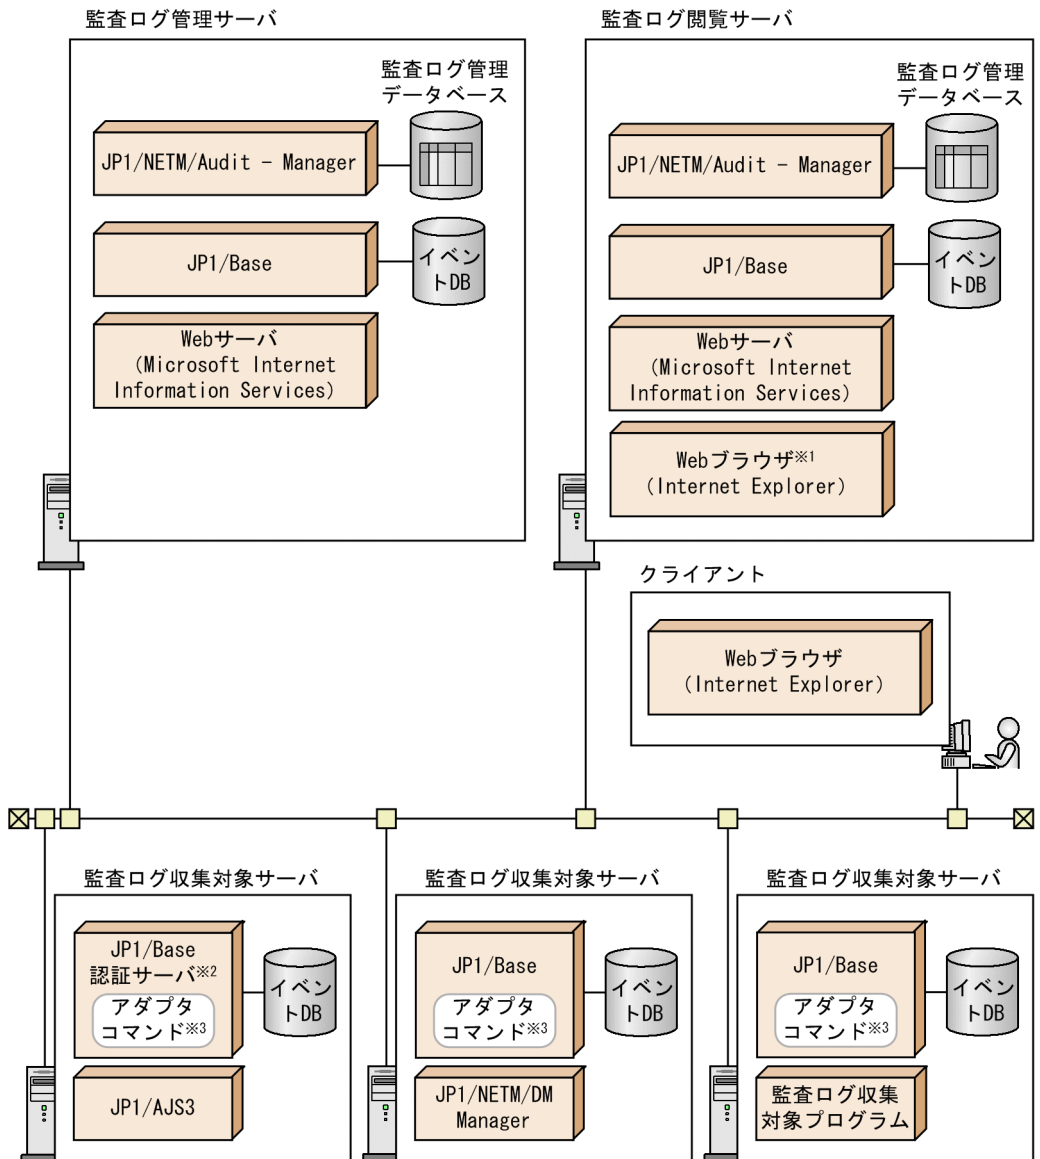 監査ログ管理サーバ
監査ログ管理
データベース
JP1/NETM/Audit － Manager
JP1/Base
イベン
トDB
Webサーバ
（Microsoft Internet
Information Services）
監査ログ閲覧サーバ
監査ログ管理
データベース
JP1/NETM/Audit － Manager
JP1/Base
イベン
トDB
Webサーバ
（Microsoft Internet
Information Services）
Webブラウザ※1
（Internet Explorer）
クライアント
Webブラウザ
（Internet Explorer）
監査ログ収集対象サーバ
JP1/Base
認証サーバ※2
アダプタ
コマンド※3
イベン
トDB
JP1/AJS3
監査ログ収集対象サーバ
JP1/Base
アダプタ
コマンド※3
イベン
トDB
JP1/NETM/DM
Manager
監査ログ収集対象サーバ
JP1/Base
アダプタ
コマンド※3
イベン
トDB
監査ログ収集
対象プログラム